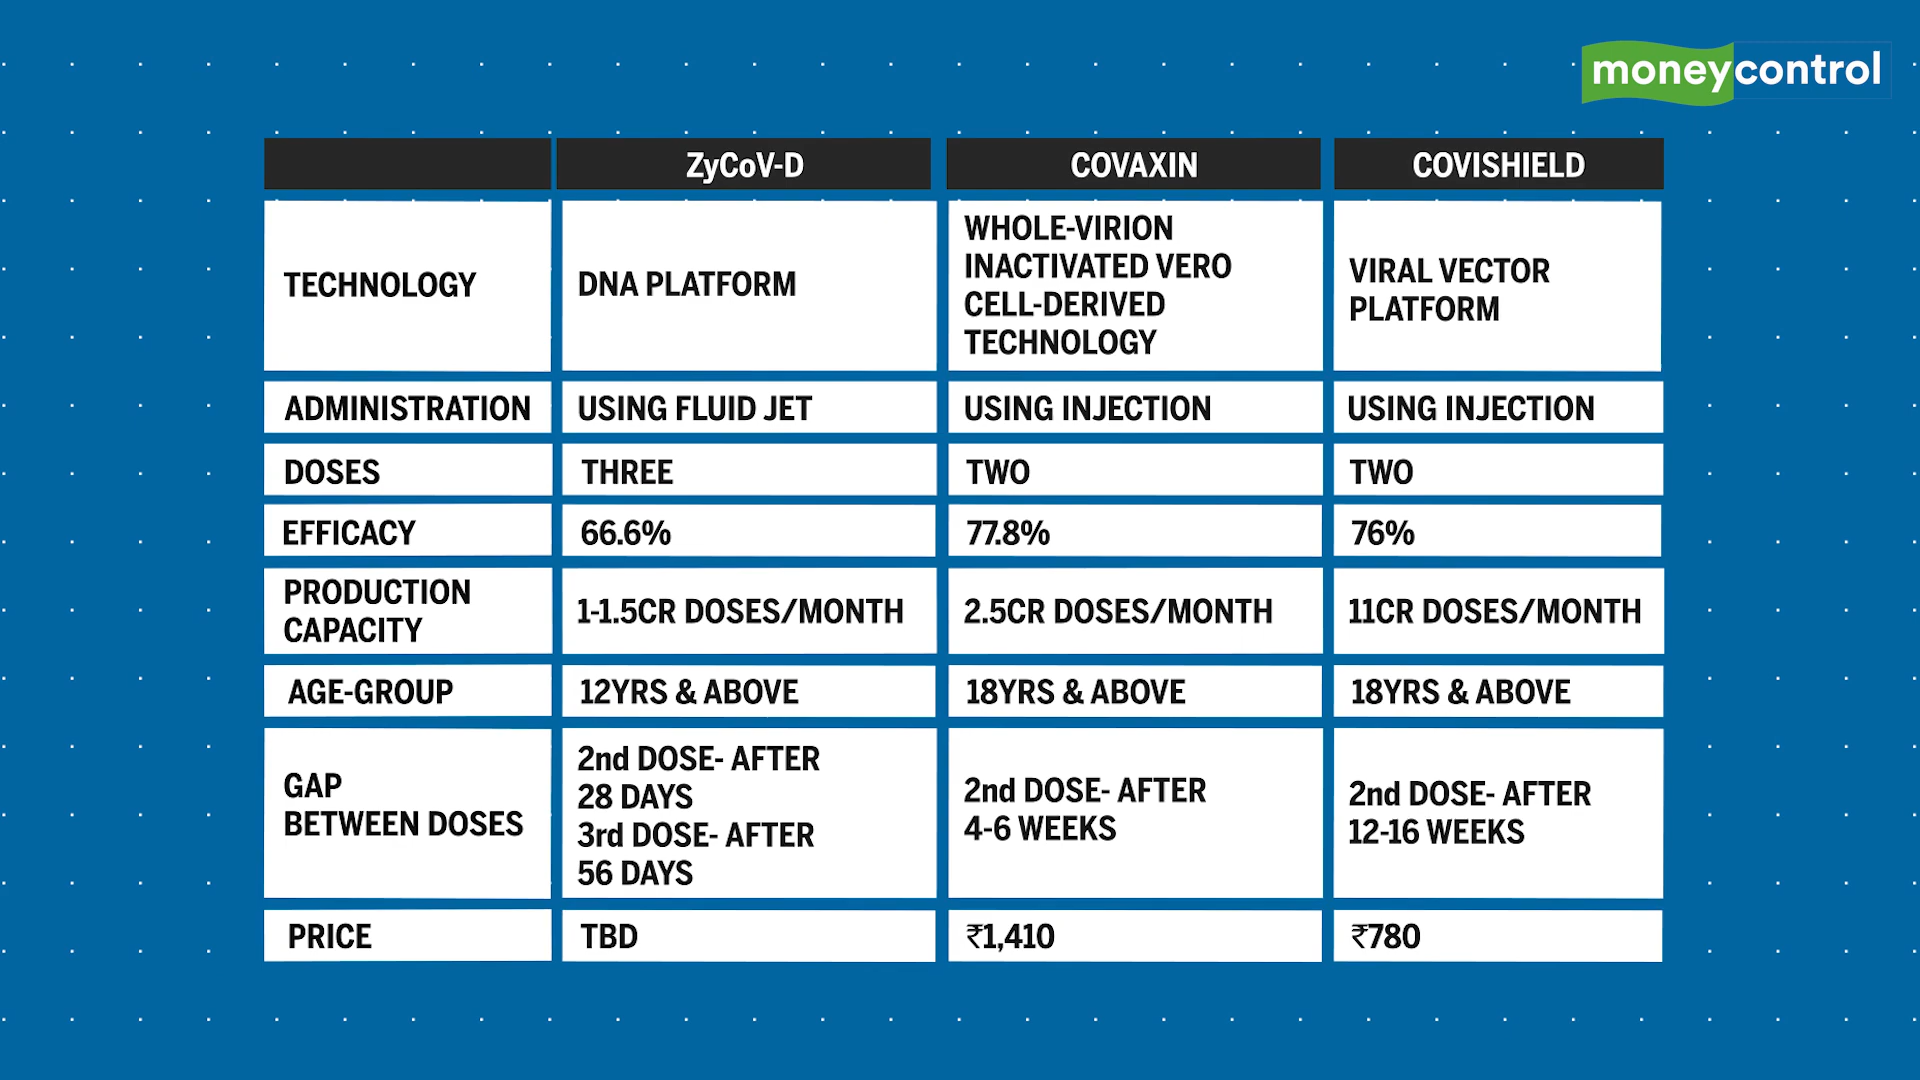 moneycontrol
ZyCoV-D COVAXIN COVISHIELD
TECHNOLOGY
DNA PLATFORM
WHOLE-VIRION
INACTIVATED VERO
CELL-DERIVED
TECHNOLOGY
VIRAL VECTOR
PLATFORM
ADMINISTRATION USING FLUID JET USING INJECTION USING INJECTION
DOSES THREE TWO TWO
EFFICACY 66.6% 77.8% 76%
PRODUCTION
CAPACITY
1-1.5CR DOSES/MONTH 2.5CR DOSES/MONTH 11CR DOSES/MONTH
AGE-GROUP 12YRS & ABOVE 18YRS & ABOVE 18YRS & ABOVE
GAP
BETWEEN DOSES
2nd DOSE- AFTER
28 DAYS
3rd DOSE- AFTER
56 DAYS
2nd DOSE- AFTER
4-6 WEEKS
2nd DOSE- AFTER
12-16 WEEKS
PRICE TBD ₹1,410 ₹780